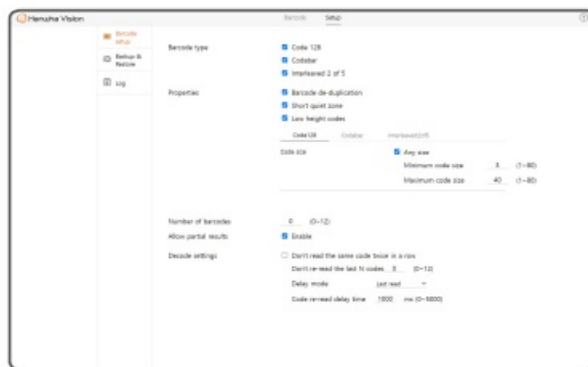 Hanwha Vision
Barcode
Setup
Barcode setup
Backup & Restore
Log
Barcode type
Code 128
Codabar
Interleaved 2 of 5
Properties
Barcode de-duplication
Short quiet zone
Low height codes
Code128 Codabar Interleaved2of5
Code size
Any size
Minimum code size (1~80)
Maximum code size 40 (1~80)
Number of barcodes 0 (0~12)
Allow partial results
Enable
Decode settings
Don't read the same code twice in a row
Don't re-read the last N codes (0~12)
Delay mode Last read
Code re-read delay time 1000 ms (0~5000)